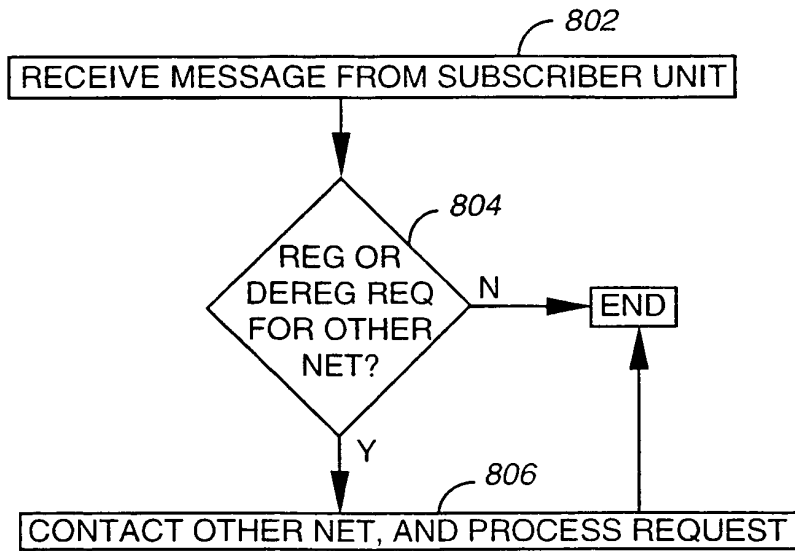 802
RECEIVE MESSAGE FROM SUBSCRIBER UNIT
804
REG OR
DEREG REQ
FOR OTHER
NET?
N
END
Y
806
CONTACT OTHER NET, AND PROCESS REQUEST